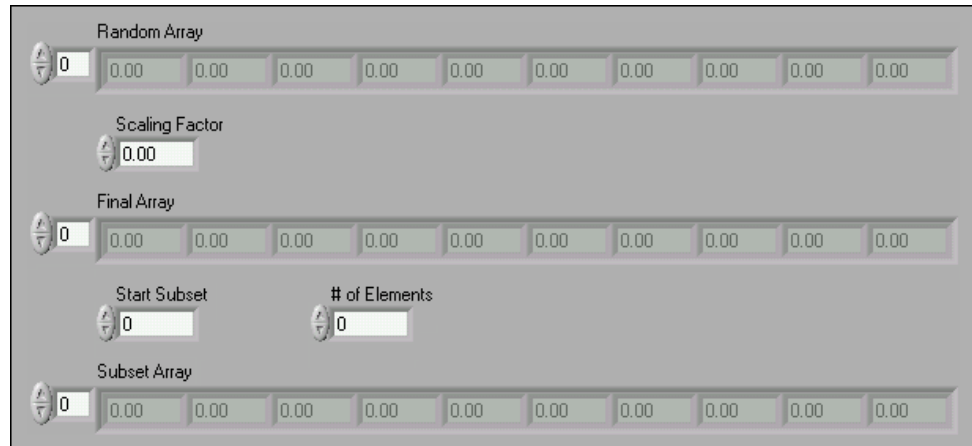 Random Array
0 0.00 0.00 0.00 0.00 0.00 0.00 0.00 0.00 0.00 0.00
Scaling Factor
0.00
Final Array
0 0.00 0.00 0.00 0.00 0.00 0.00 0.00 0.00 0.00 0.00
Start Subset # of Elements
0 0
Subset Array
0 0.00 0.00 0.00 0.00 0.00 0.00 0.00 0.00 0.00 0.00